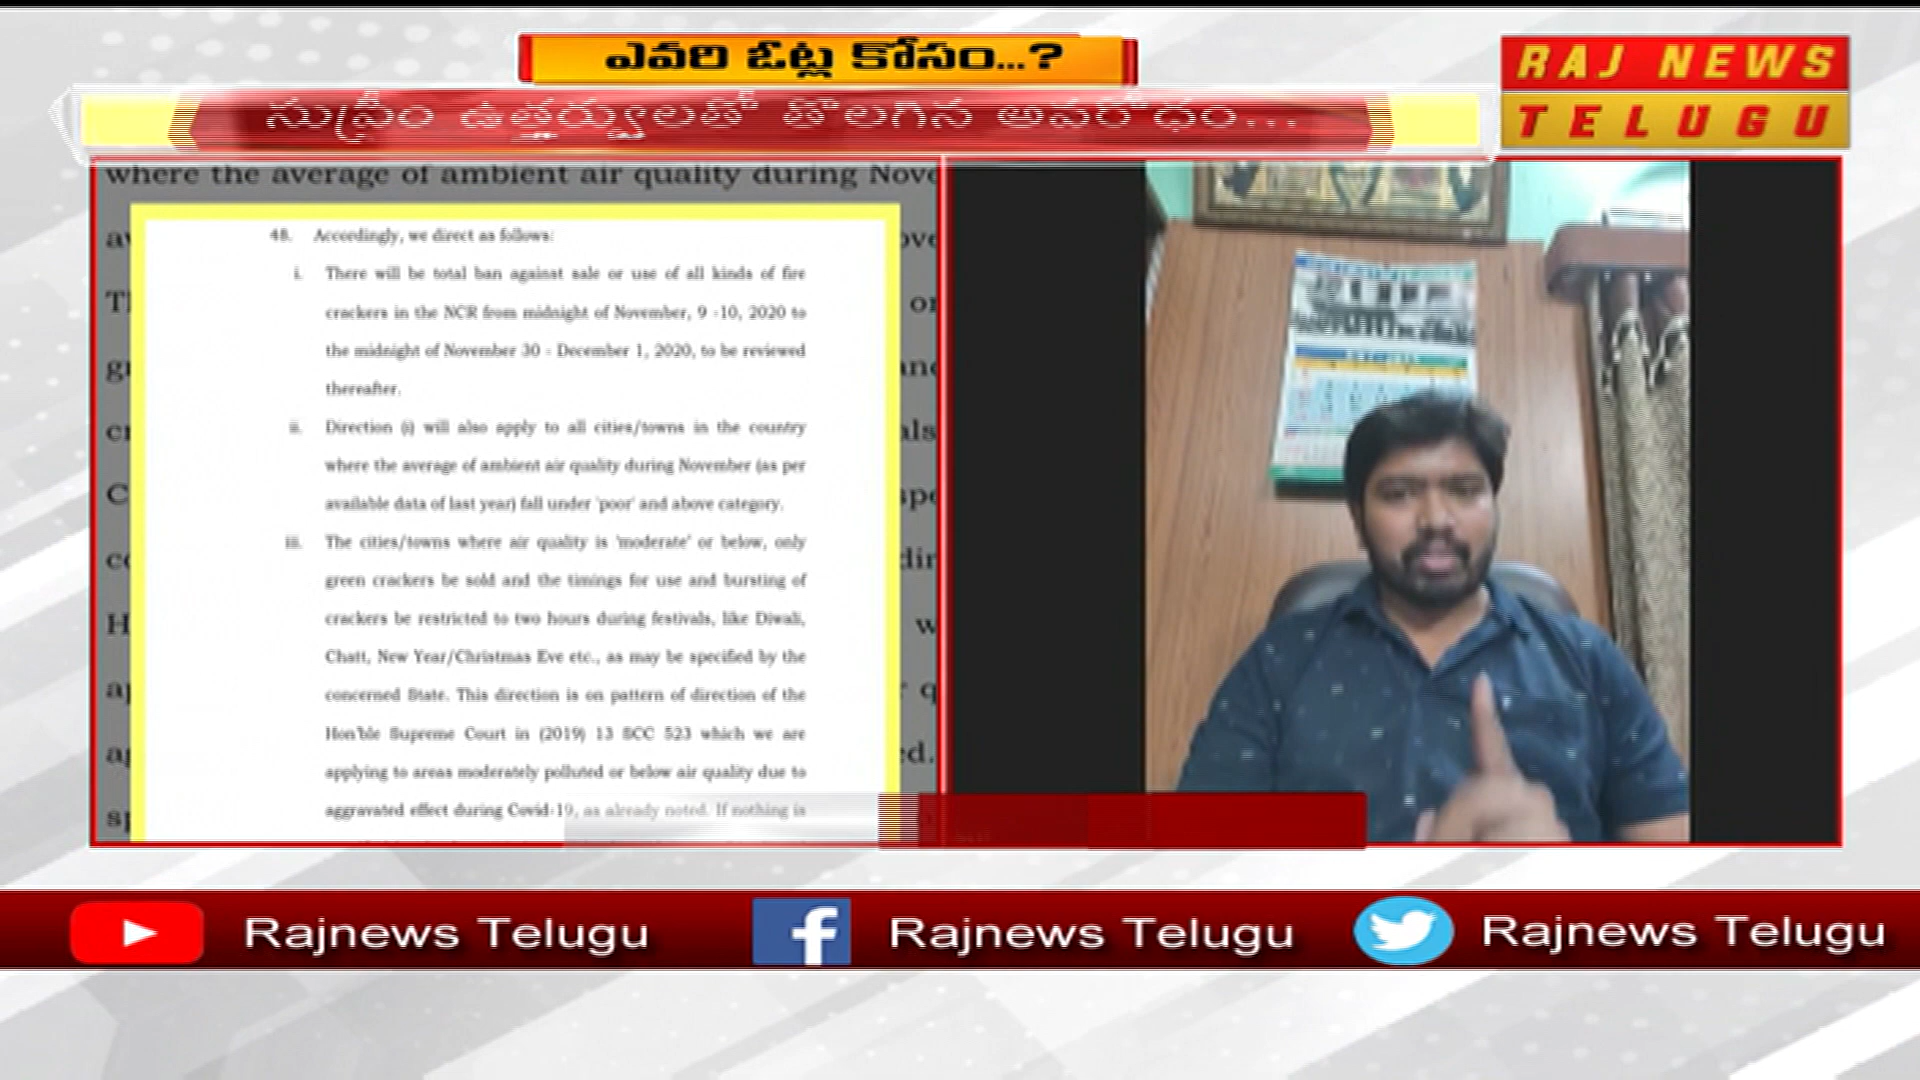 ఎవరి ఓట్ల కోసం...?
RAJ NEWS
TELUGU
సుప్రీం ఉత్తర్వులతో తొలగిన అవరోధం...
where the average of ambient air quality during Nove
48. Accordingly, we direct as follows:
i. There will be total ban against sale or use of all kinds of fire
crackers in the NCR from midnight of November, 9 -10, 2020 to
the midnight of November 30 - December 1, 2020, to be reviewed
thereafter.
ii. Direction (i) will also apply to all cities/towns in the country
where the average of ambient air quality during November (as per
available data of last year) fall under 'poor' and above category.
iii. The cities/towns where air quality is 'moderate' or below, only
green crackers be sold and the timings for use and bursting of
crackers be restricted to two hours during festivals, like Diwali,
Chatt, New Year/Christmas Eve etc., as may be specified by the
concerned State. This direction is on pattern of direction of the
Hon'ble Supreme Court in (2019) 13 SCC 523 which we are
applying to areas moderately polluted or below air quality due to
aggravated effect during Covid-19, as already noted. If nothing is
Rajnews Telugu
Rajnews Telugu
Rajnews Telugu